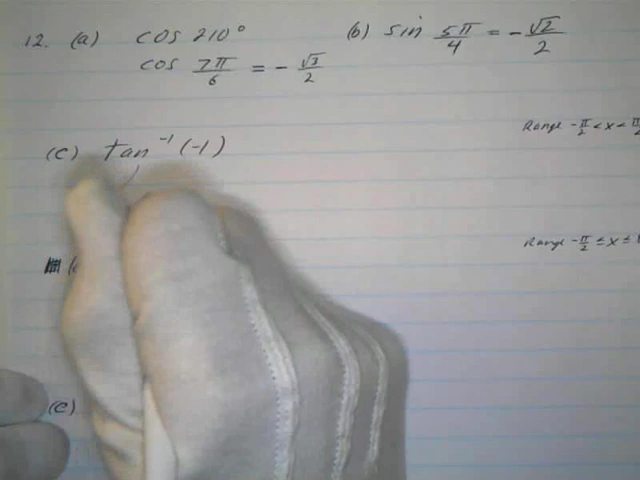 12. (a) cos 210° (b) sin 5π/4 = - √2/2
cos 7π/6 = - √3/2
Range - π/2 < x < π/2
(c) tan⁻¹ (-1)
Range - π/2 ≤ x ≤
(e)